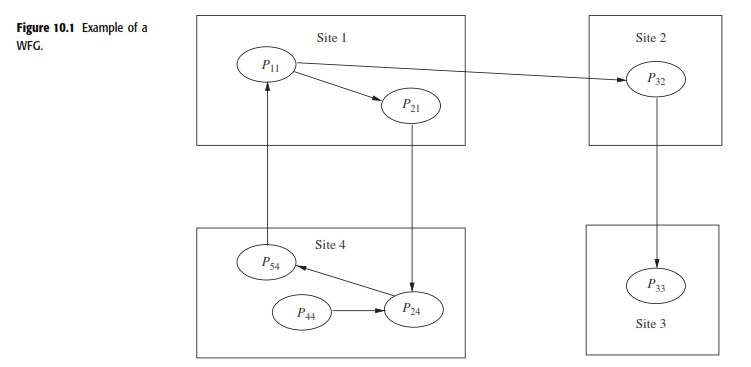 Figure 10.1 Example of a
WFG.
Site 1
Site 2
P11
P32
P21
Site 4
P54
P33
P44
P24
Site 3